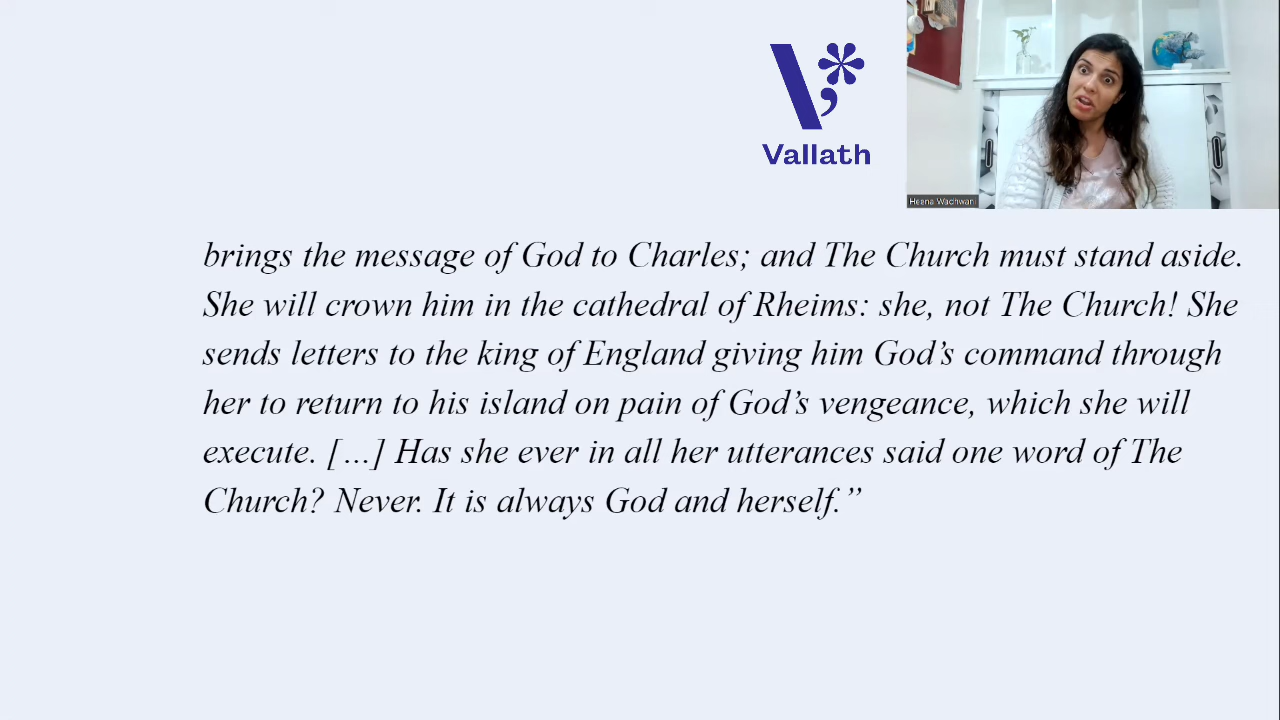 Vallath
Heena Wachwani
brings the message of God to Charles; and The Church must stand aside.
She will crown him in the cathedral of Rheims: she, not The Church! She
sends letters to the king of England giving him God’s command through
her to return to his island on pain of God’s vengeance, which she will
execute. […] Has she ever in all her utterances said one word of The
Church? Never. It is always God and herself.”